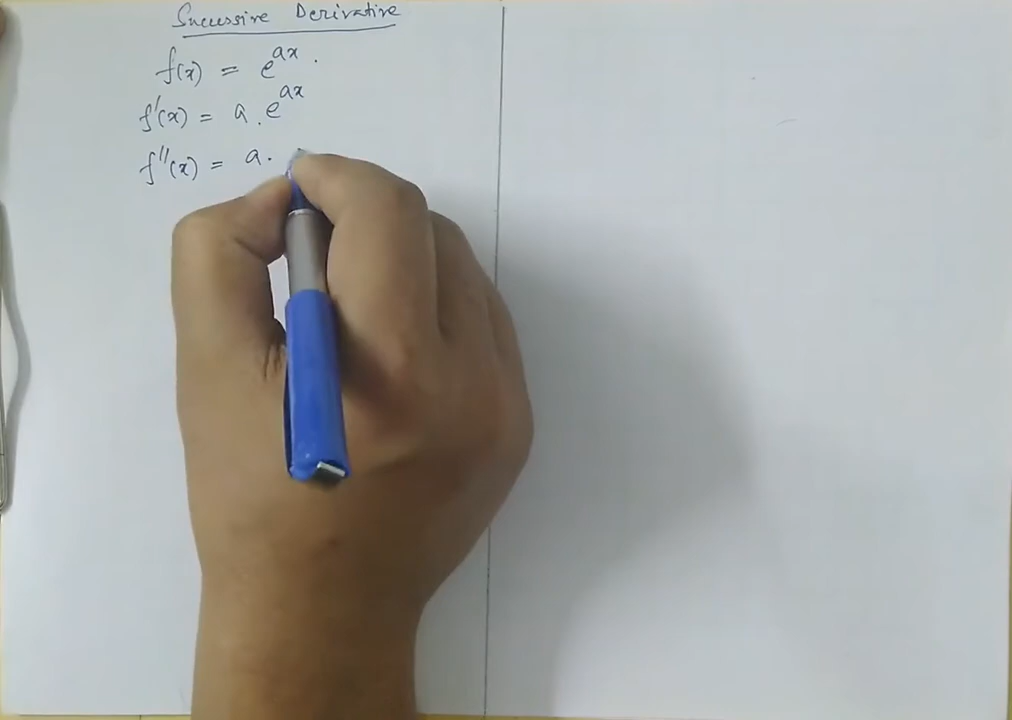 Successive Derivative
f(x) = e^{ax}.
f'(x) = a . e^{ax}
f''(x) = a.